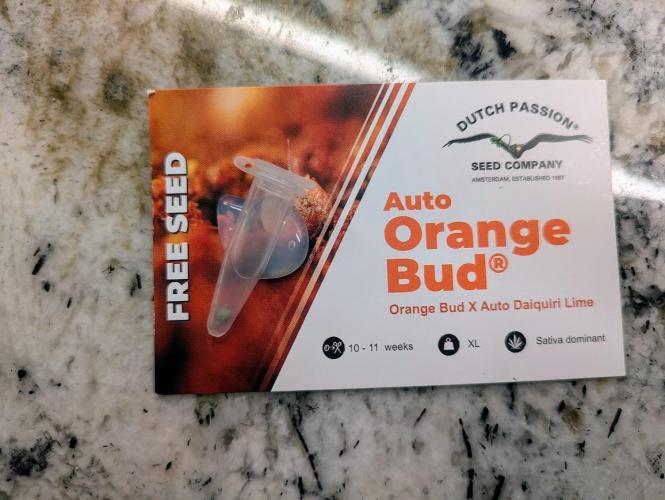 FREE SEED
DUTCH PASSION®
SEED COMPANY
AMSTERDAM, ESTABLISHED 1987
Auto
Orange
Bud®
Orange Bud X Auto Daiquiri Lime
10 - 11 weeks
XL
Sativa dominant